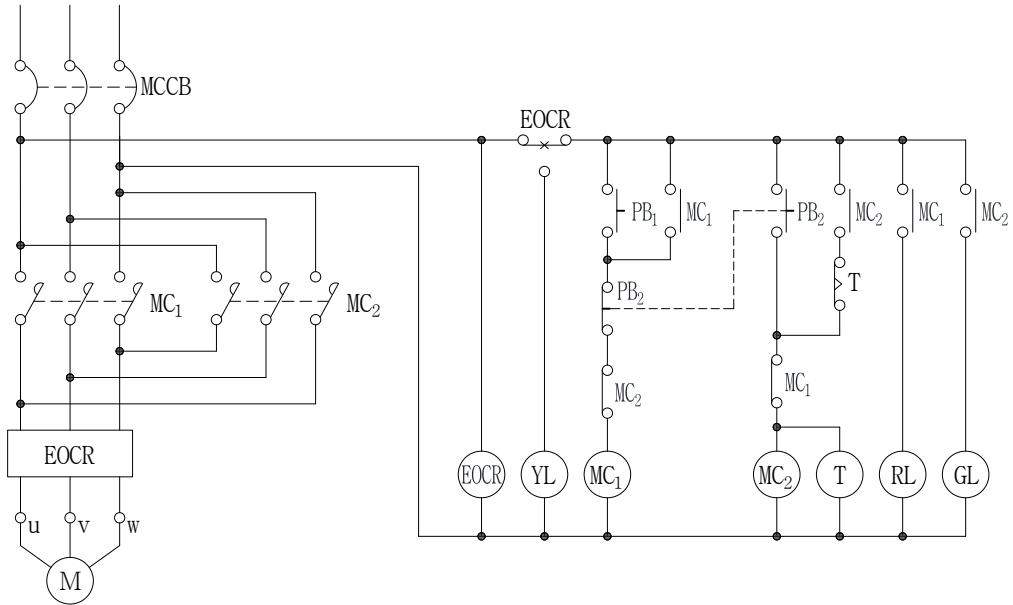 MCCB
EOCR
PB₁
MC₁
PB₂
MC₂
MC₁
MC₂
MC₁
MC₂
PB₂
T
MC₁
MC₂
EOCR
EOCR
YL
MC₁
MC₂
T
RL
GL
u
v
w
M